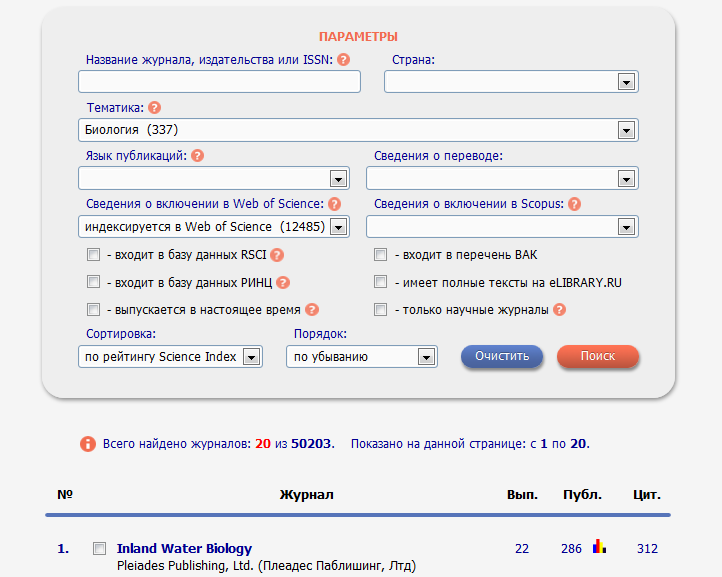 ПАРАМЕТРЫ
Название журнала, издательства или ISSN: ? Страна:
Тематика: ?
Биология (337)
Язык публикаций: ? Сведения о переводе:
Сведения о включении в Web of Science: ? Сведения о включении в Scopus: ?
индексируется в Web of Science (12485)
- входит в базу данных RSCI ? - входит в перечень ВАК
- входит в базу данных РИНЦ ? - имеет полные тексты на eLIBRARY.RU
- выпускается в настоящее время ? - только научные журналы ?
Сортировка: Порядок:
по рейтингу Science Index по убыванию Очистить Поиск
i Всего найдено журналов: 20 из 50203. Показано на данной странице: с 1 по 20.
№ Журнал Вып. Публ. Цит.
1. Inland Water Biology 22 286 312
Pleiades Publishing, Ltd. (Плеадес Паблишинг, Лтд)